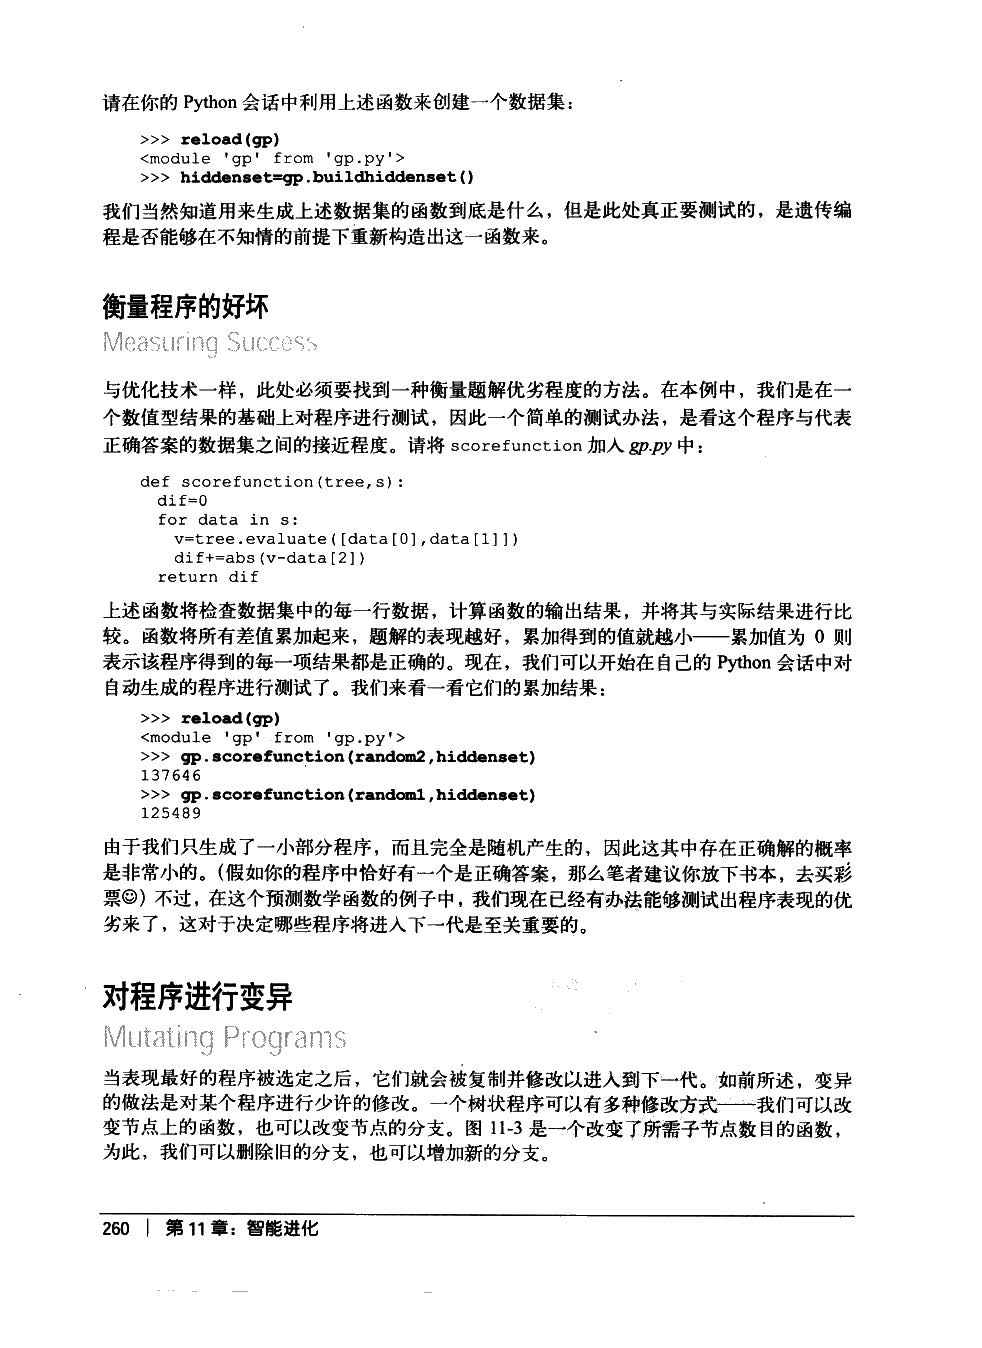 请在你的 Python 会话中利用上述函数来创建一个数据集：
>>> reload(gp)
<module 'gp' from 'gp.py'>
>>> hiddenset=gp.buildhiddenset()
我们当然知道用来生成上述数据集的函数到底是什么，但是此处真正要测试的，是遗传编
程是否能够在不知情的前提下重新构造出这一函数来。
衡量程序的好坏
Measuring Success
与优化技术一样，此处必须要找到一种衡量题解优劣程度的方法。在本例中，我们是在一
个数值型结果的基础上对程序进行测试，因此一个简单的测试办法，是看这个程序与代表
正确答案的数据集之间的接近程度。请将 scorefunction 加入 gp.py 中：
def scorefunction(tree,s):
  dif=0
  for data in s:
    v=tree.evaluate([data[0],data[1]])
    dif+=abs(v-data[2])
  return dif
上述函数将检查数据集中的每一行数据，计算函数的输出结果，并将其与实际结果进行比
较。函数将所有差值累加起来，题解的表现越好，累加得到的值就越小——累加值为 0 则
表示该程序得到的每一项结果都是正确的。现在，我们可以开始在自己的 Python 会话中对
自动生成的程序进行测试了。我们来看一看它们的累加结果：
>>> reload(gp)
<module 'gp' from 'gp.py'>
>>> gp.scorefunction(random2,hiddenset)
137646
>>> gp.scorefunction(random1,hiddenset)
125489
由于我们只生成了一小部分程序，而且完全是随机产生的，因此这其中存在正确解的概率
是非常小的。（假如你的程序中恰好有一个是正确答案，那么笔者建议你放下书本，去买彩
票☺）不过，在这个预测数学函数的例子中，我们现在已经有办法能够测试出程序表现的优
劣来了，这对于决定哪些程序将进入下一代是至关重要的。
对程序进行变异
Mutating Programs
当表现最好的程序被选定之后，它们就会被复制并修改以进入到下一代。如前所述，变异
的做法是对某个程序进行少许的修改。一个树状程序可以有多种修改方式——我们可以改
变节点上的函数，也可以改变节点的分支。图 11-3 是一个改变了所需子节点数目的函数，
为此，我们可以删除旧的分支，也可以增加新的分支。
260 | 第 11 章：智能进化